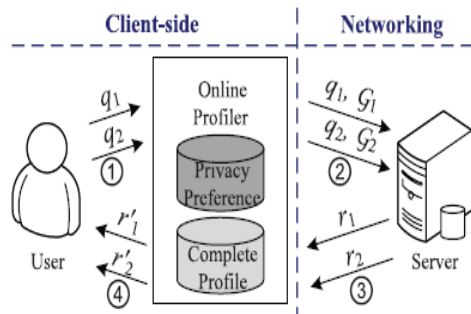 Client-side
Networking
q1
q2
①
Online
Profiler
Privacy
Preference
Complete
Profile
q1, G1
q2, G2
②
r'1
r'2
④
r1
r2
③
User
Server